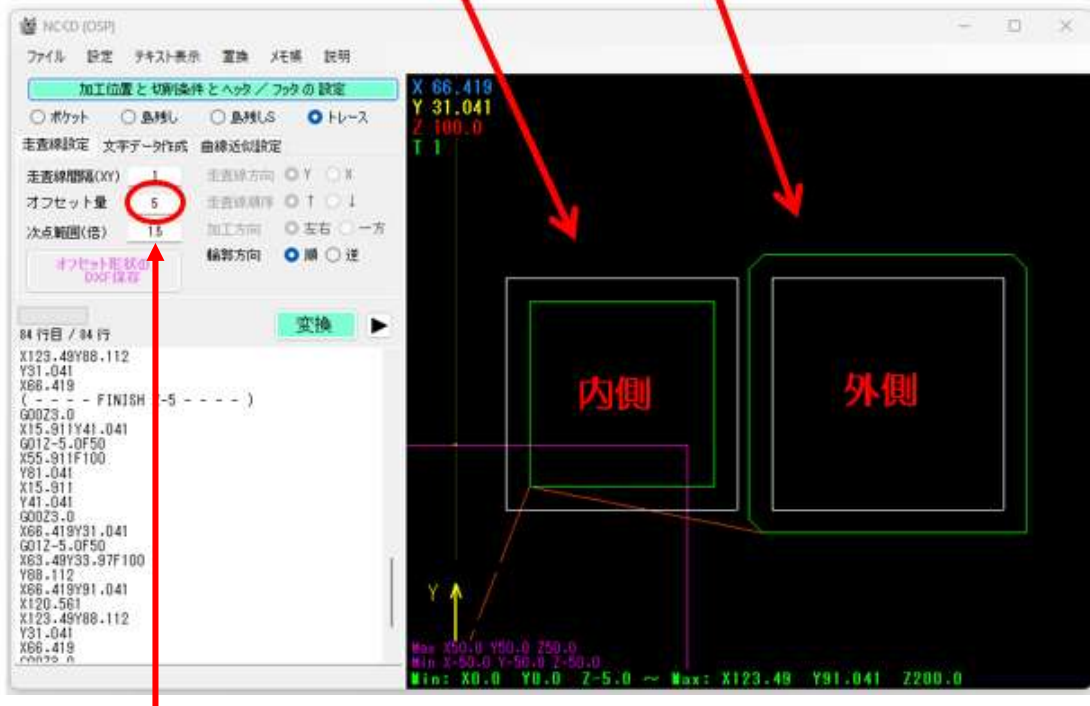 NCCD (OSP)
ファイル 設定 テキスト表示 置換 メモ帳 説明
加工位置 と 切削条件 と ヘッダ / フッタ の 設定
ポケット 島残し 島残しS トレース
走査線設定 文字データ作成 曲線近似設定
走査線間隔(XY) 1 走査線方向 Y X
オフセット量 5 走査線順序 ↑ ↓
次点範囲(倍) 1.5 加工方向 左右 一方
輪郭方向 順 逆
オフセット形状の
DXF保存
変換
84 行目 / 84 行
X123.49Y88.112
Y31.041
X66.419
( - - - - FINISH Z-5 - - - - )
G00Z3.0
X15.911Y41.041
G01Z-5.0F50
X55.911F100
Y81.041
X15.911
Y41.041
G00Z3.0
X66.419Y31.041
G01Z-5.0F50
X63.49Y33.97F100
Y88.112
X66.419Y91.041
X120.561
X123.49Y88.112
Y31.041
X66.419
G00Z3.0
X 66.419
Y 31.041
Z 100.0
T 1
内側
外側
Y
Max X50.0 Y50.0 Z50.0
Min X-50.0 Y-50.0 Z-50.0
Min: X0.0 Y0.0 Z-5.0 ~ Max: X123.49 Y91.041 Z200.0